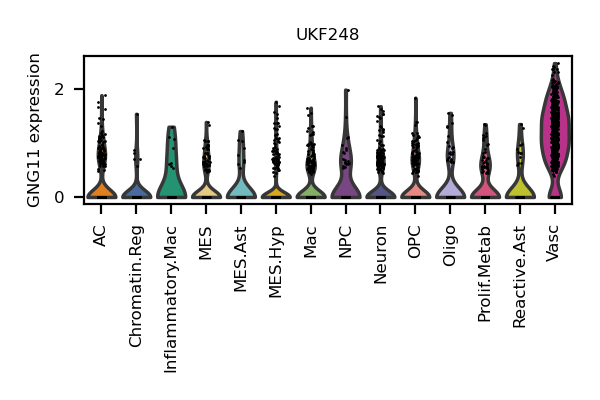 UKF248
GNG11 expression
2
0
AC
Chromatin.Reg
Inflammatory.Mac
MES
MES.Ast
MES.Hyp
Mac
NPC
Neuron
OPC
Oligo
Prolif.Metab
Reactive.Ast
Vasc